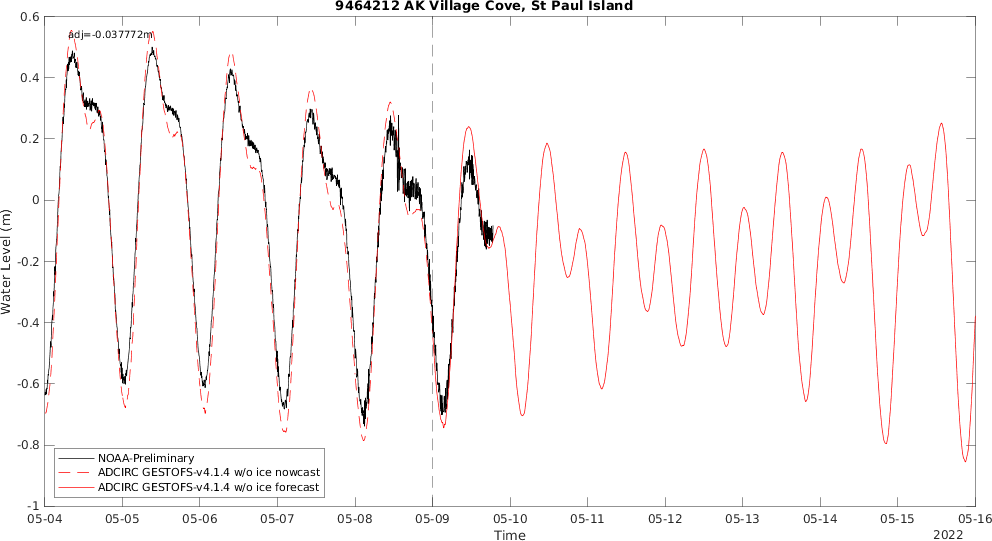 9464212 AK Village Cove, St Paul Island
adj=-0.037772m
0.6
0.4
0.2
0
-0.2
-0.4
-0.6
-0.8
-1
Water Level (m)
NOAA-Preliminary
ADCIRC GESTOFS-v4.1.4 w/o ice nowcast
ADCIRC GESTOFS-v4.1.4 w/o ice forecast
05-04 05-05 05-06 05-07 05-08 05-09 05-10 05-11 05-12 05-13 05-14 05-15 05-16
Time
2022